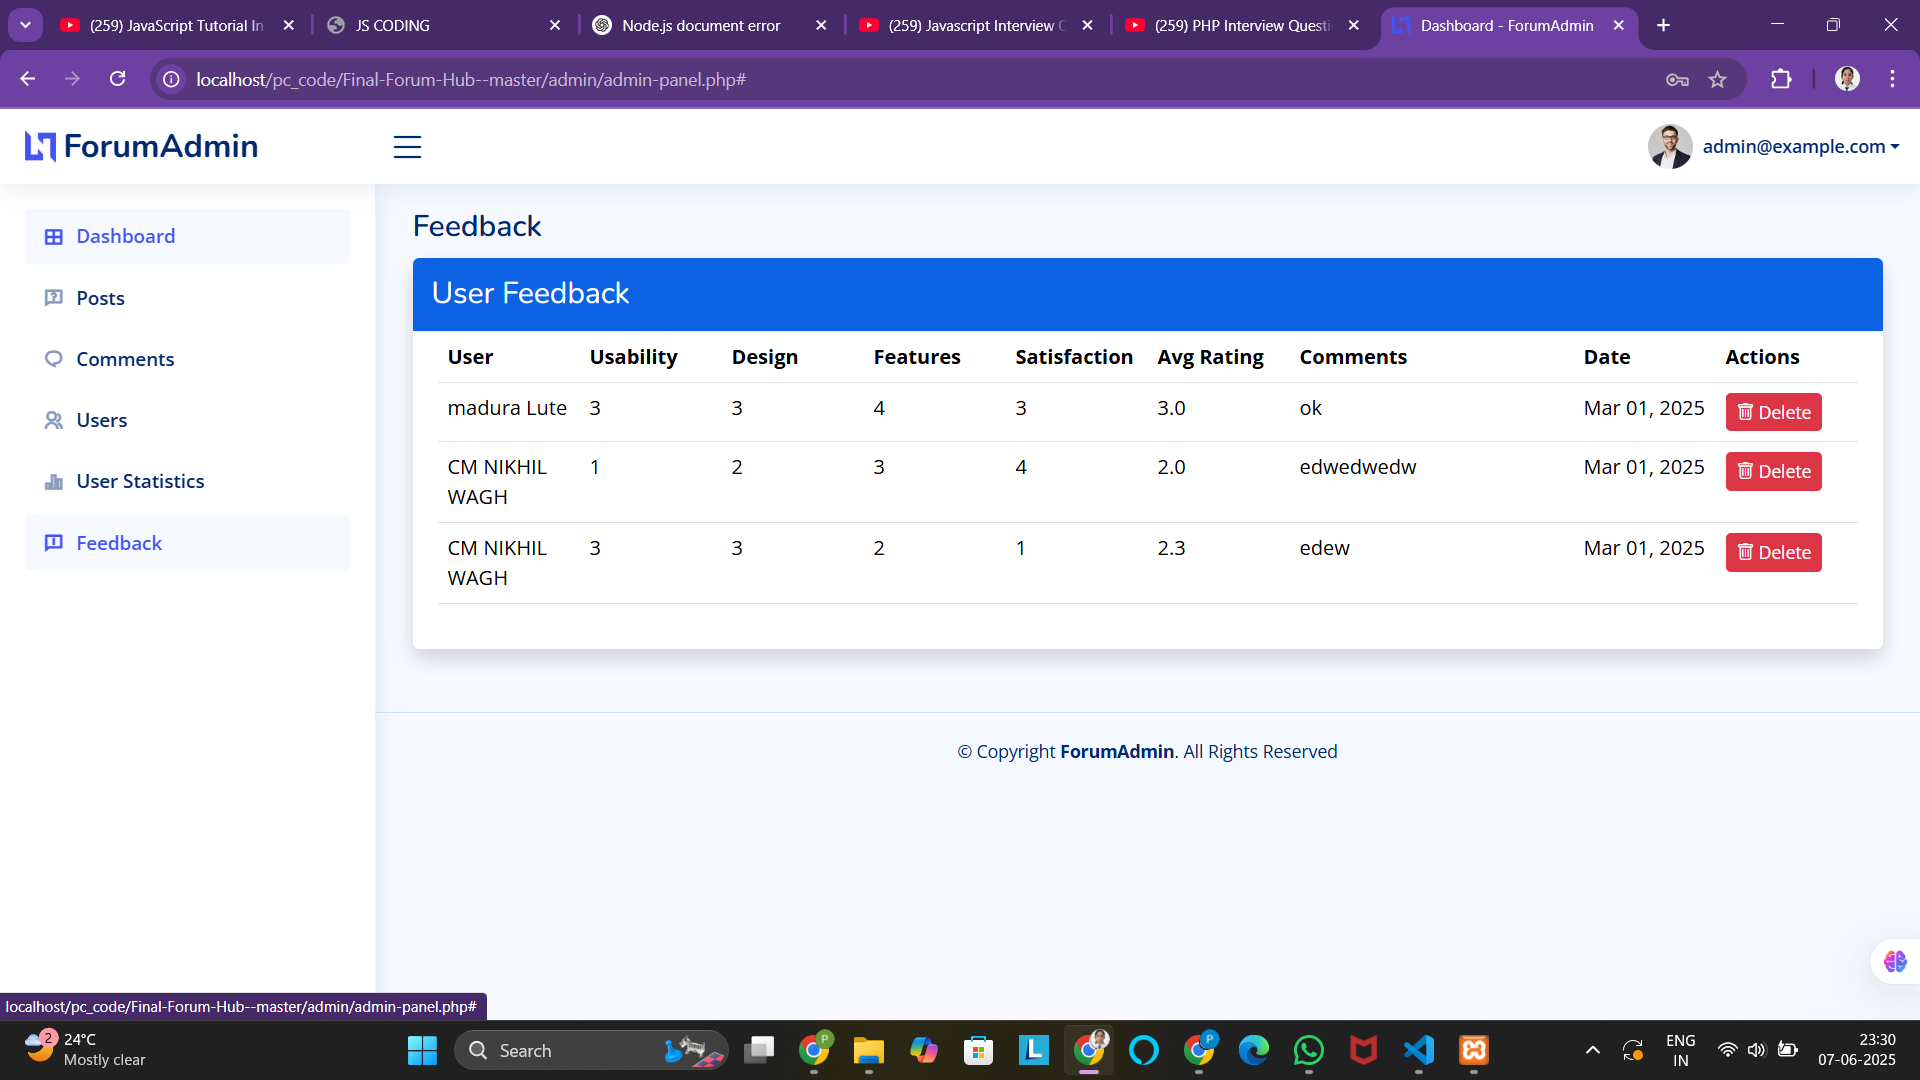 (259) JavaScript Tutorial In
JS CODING
Node.js document error
(259) Javascript Interview C
(259) PHP Interview Questi
Dashboard - ForumAdmin
localhost/pc_code/Final-Forum-Hub--master/admin/admin-panel.php#
ForumAdmin
admin@example.com
Dashboard
Posts
Comments
Users
User Statistics
Feedback
Feedback
User Feedback
User Usability Design Features Satisfaction Avg Rating Comments Date Actions
madura Lute 3 3 4 3 3.0 ok Mar 01, 2025 Delete
CM NIKHIL 1 2 3 4 2.0 edwedwedw Mar 01, 2025 Delete
WAGH
CM NIKHIL 3 3 2 1 2.3 edew Mar 01, 2025 Delete
WAGH
© Copyright ForumAdmin. All Rights Reserved
localhost/pc_code/Final-Forum-Hub--master/admin/admin-panel.php#
2
24°C
Mostly clear
Search
P
L
P
ENG
IN
23:30
07-06-2025